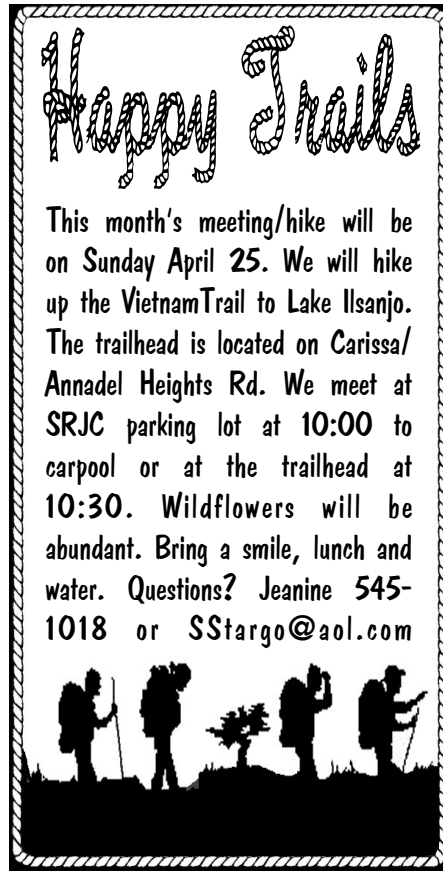 Happy Trails
This month's meeting/hike will be
on Sunday April 25. We will hike
up the VietnamTrail to Lake Ilsanjo.
The trailhead is located on Carissa/
Annadel Heights Rd. We meet at
SRJC parking lot at 10:00 to
carpool or at the trailhead at
10:30. Wildflowers will be
abundant. Bring a smile, lunch and
water. Questions? Jeanine 545-
1018 or SStargo@aol.com